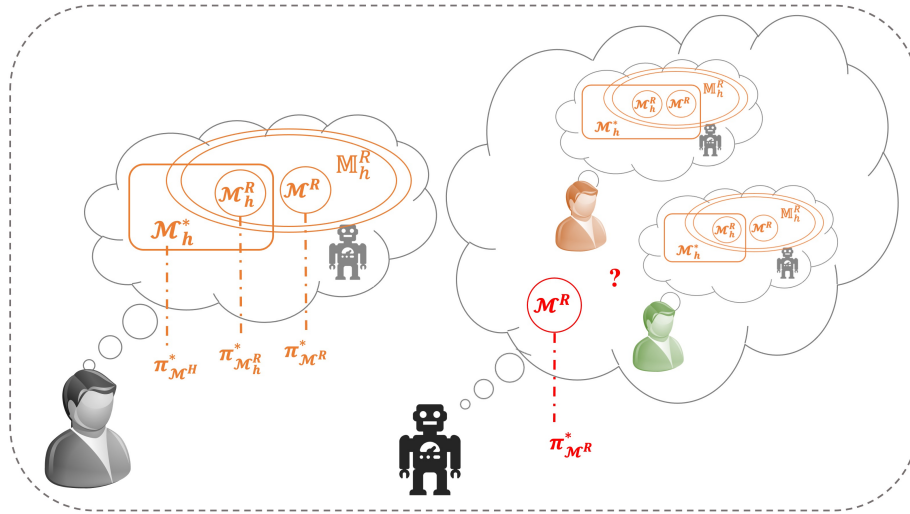 𝕄_h^R
ℳ_h^R
ℳ^R
ℳ_h^*
π^*_{ℳ^H}
π^*_{ℳ_h^R}
π^*_{ℳ^R}
𝕄_h^R
ℳ_h^R
ℳ^R
ℳ_h^*
𝕄_h^R
ℳ_h^R
ℳ^R
ℳ_h^*
?
ℳ^R
π^*_{ℳ^R}